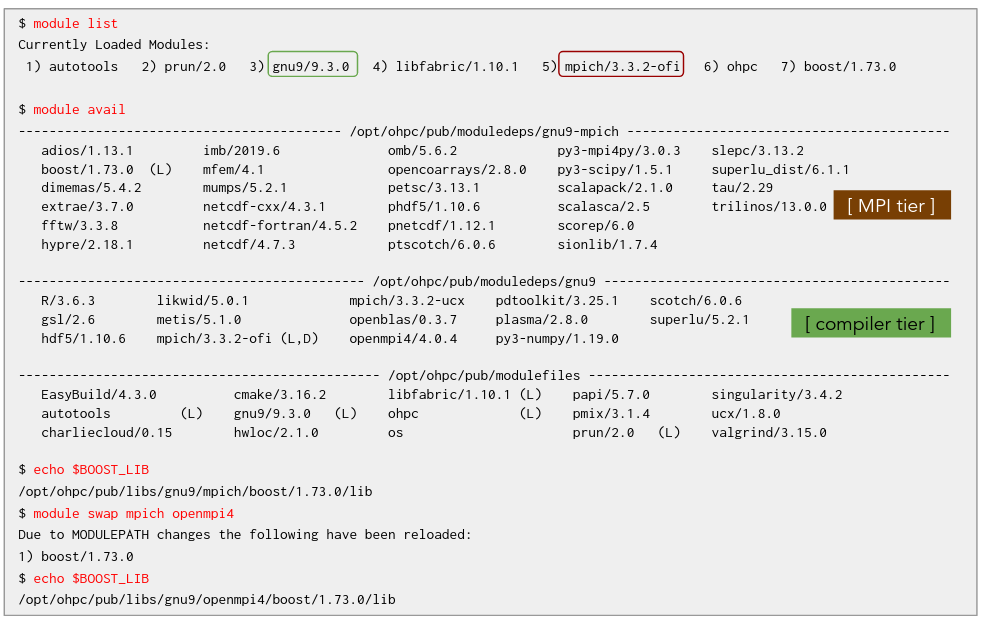 $ module list
Currently Loaded Modules:
1) autotools 2) prun/2.0 3) gnu9/9.3.0 4) libfabric/1.10.1 5) mpich/3.3.2-ofi 6) ohpc 7) boost/1.73.0
$ module avail
---------------------------------------- /opt/ohpc/pub/moduledeps/gnu9-mpich ----------------------------------------
adios/1.13.1 imb/2019.6 omb/5.6.2 py3-mpi4py/3.0.3 slepc/3.13.2
boost/1.73.0 (L) mfem/4.1 opencoarrays/2.8.0 py3-scipy/1.5.1 superlu_dist/6.1.1
dimemas/5.4.2 mumps/5.2.1 petsc/3.13.1 scalapack/2.1.0 tau/2.29
extrae/3.7.0 netcdf-cxx/4.3.1 phdf5/1.10.6 scalasca/2.5 trilinos/13.0.0 [ MPI tier ]
fftw/3.3.8 netcdf-fortran/4.5.2 pnetcdf/1.12.1 scorep/6.0
hypre/2.18.1 netcdf/4.7.3 ptscotch/6.0.6 sionlib/1.7.4
------------------------------------------- /opt/ohpc/pub/moduledeps/gnu9 -------------------------------------------
R/3.6.3 likwid/5.0.1 mpich/3.3.2-ucx pdtoolkit/3.25.1 scotch/6.0.6
gsl/2.6 metis/5.1.0 openblas/0.3.7 plasma/2.8.0 superlu/5.2.1 [ compiler tier ]
hdf5/1.10.6 mpich/3.3.2-ofi (L,D) openmpi4/4.0.4 py3-numpy/1.19.0
--------------------------------------------- /opt/ohpc/pub/modulefiles ---------------------------------------------
EasyBuild/4.3.0 cmake/3.16.2 libfabric/1.10.1 (L) papi/5.7.0 singularity/3.4.2
autotools (L) gnu9/9.3.0 (L) ohpc (L) pmix/3.1.4 ucx/1.8.0
charliecloud/0.15 hwloc/2.1.0 os prun/2.0 (L) valgrind/3.15.0
$ echo $BOOST_LIB
/opt/ohpc/pub/libs/gnu9/mpich/boost/1.73.0/lib
$ module swap mpich openmpi4
Due to MODULEPATH changes the following have been reloaded:
1) boost/1.73.0
$ echo $BOOST_LIB
/opt/ohpc/pub/libs/gnu9/openmpi4/boost/1.73.0/lib